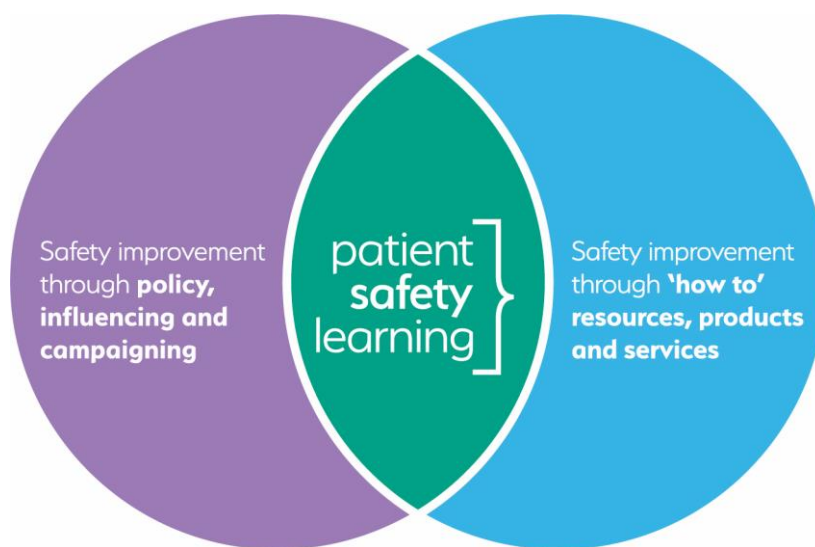 Safety improvement
through policy,
influencing and
campaigning
patient
safety
learning
Safety improvement
through ‘how to’
resources, products
and services